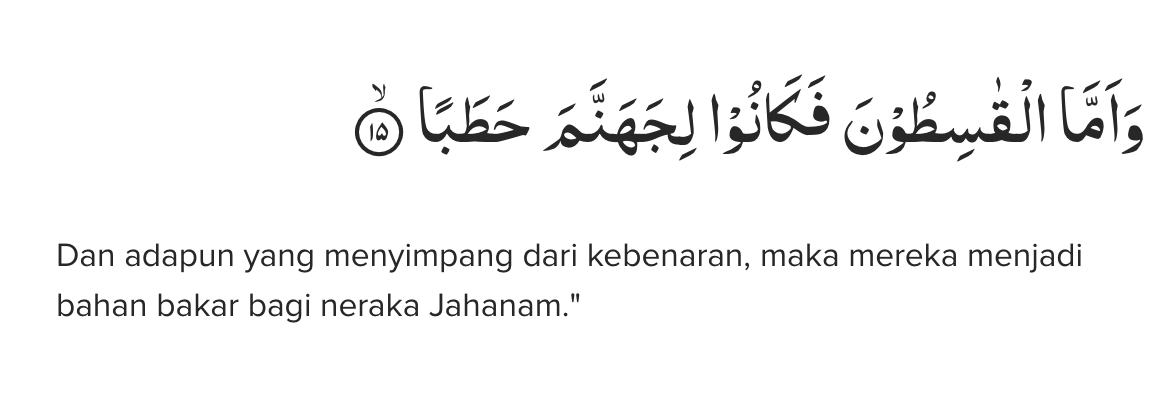 وَاَمَّا الْقٰسِطُوْنَ فَكَانُوْا لِجَهَنَّمَ حَطَبًاۙ ١٥
Dan adapun yang menyimpang dari kebenaran, maka mereka menjadi
bahan bakar bagi neraka Jahanam."